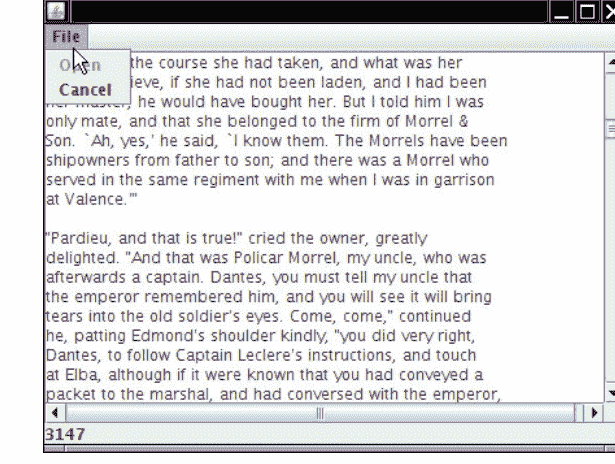 File
Open
Cancel
the course she had taken, and what was her
ieve, if she had not been laden, and I had been
her master, he would have bought her. But I told him I was
only mate, and that she belonged to the firm of Morrel &
Son. `Ah, yes,' he said, `I know them. The Morrels have been
shipowners from father to son; and there was a Morrel who
served in the same regiment with me when I was in garrison
at Valence.'"
"Pardieu, and that is true!" cried the owner, greatly
delighted. "And that was Policar Morrel, my uncle, who was
afterwards a captain. Dantes, you must tell my uncle that
the emperor remembered him, and you will see it will bring
tears into the old soldier's eyes. Come, come," continued
he, patting Edmond's shoulder kindly, "you did very right,
Dantes, to follow Captain Leclere's instructions, and touch
at Elba, although if it were known that you had conveyed a
packet to the marshal, and had conversed with the emperor,
3147